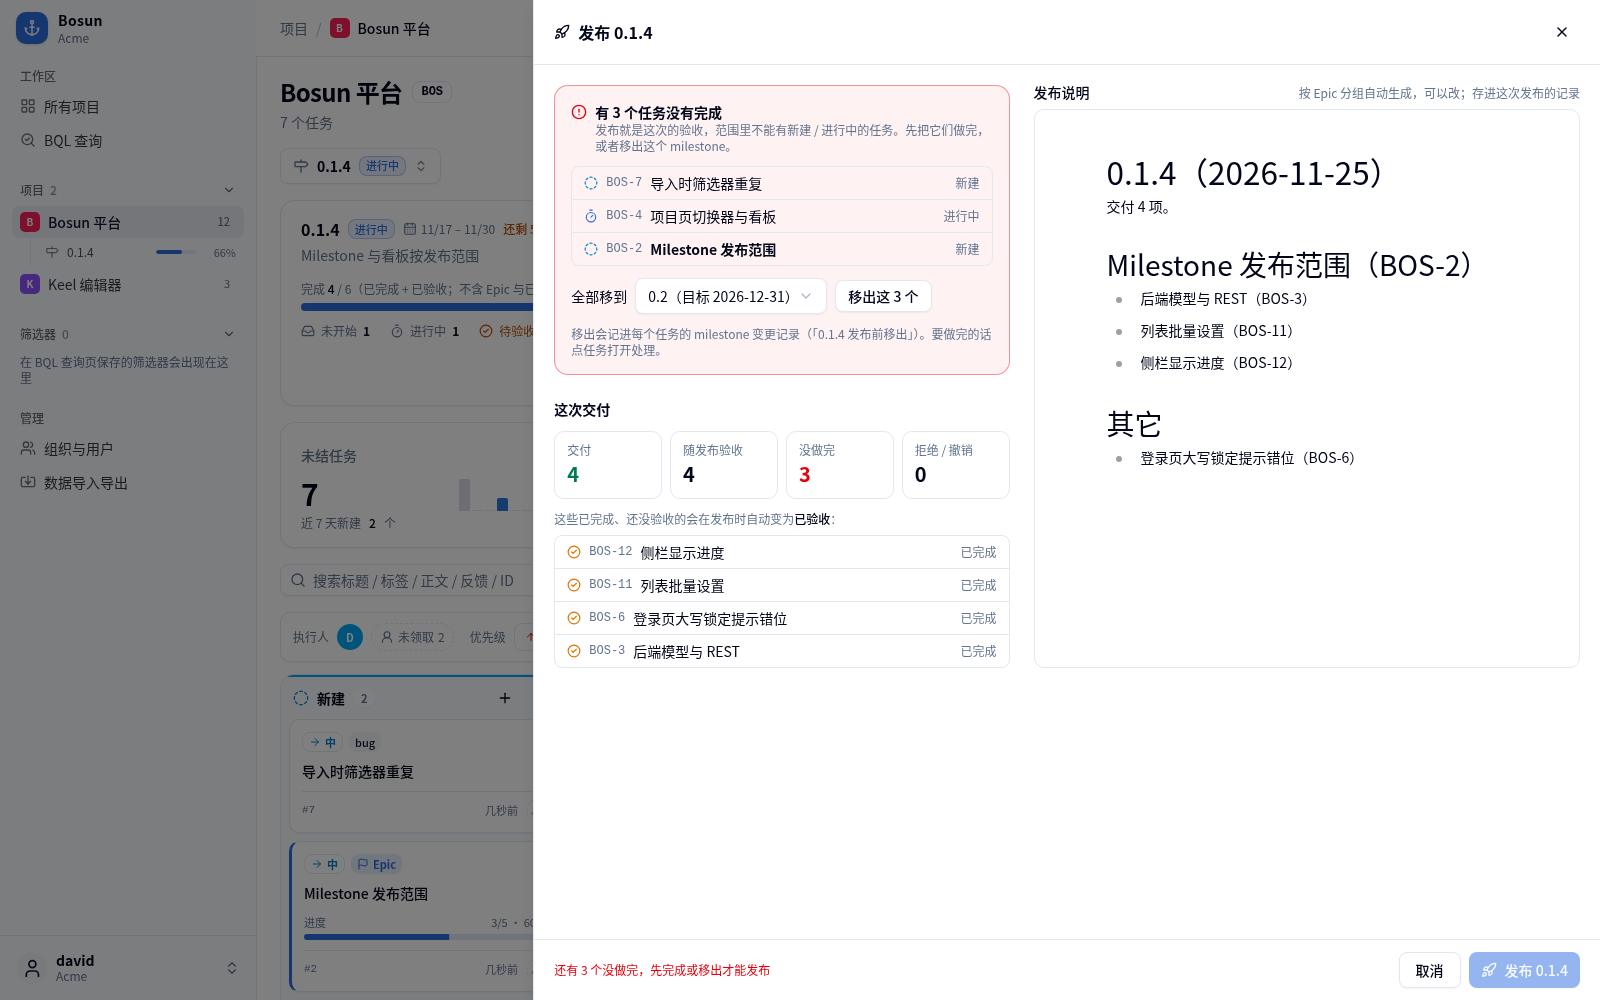 Bosun
Acme
工作区
所有项目
BQL 查询
项目 2
B Bosun 平台 12
0.1.4 66%
K Keel 编辑器 3
筛选器 0
在 BQL 查询页保存的筛选器会出现在这
里
管理
组织与用户
数据导入导出
david
Acme
项目 / B Bosun 平台
Bosun 平台 BOS
7 个任务
0.1.4 进行中
0.1.4 进行中 11/17 – 11/30 还剩
Milestone 与看板按发布范围
完成 4 / 6（已完成 + 已验收；不含 Epic 与已
未开始 1 进行中 1 待验收
未结任务
7
近 7 天新建 2 个
搜索标题 / 标签 / 正文 / 反馈 / ID
执行人 D 未领取 2 优先级
新建 2
中 bug
导入时筛选器重复
#7 几秒前
中 Epic
Milestone 发布范围
进度 3/5 · 60
#2 几秒前
发布 0.1.4
有 3 个任务没有完成
发布就是这次的验收，范围里不能有新建 / 进行中的任务。先把它们做完，
或者移出这个 milestone。
BOS-7 导入时筛选器重复 新建
BOS-4 项目页切换器与看板 进行中
BOS-2 Milestone 发布范围 新建
全部移到 0.2（目标 2026-12-31） 移出这 3 个
移出会记进每个任务的 milestone 变更记录（「0.1.4 发布前移出」）。要做完的话
点任务打开处理。
这次交付
交付 随发布验收 没做完 拒绝 / 撤销
4 4 3 0
这些已完成、还没验收的会在发布时自动变为已验收：
BOS-12 侧栏显示进度 已完成
BOS-11 列表批量设置 已完成
BOS-6 登录页大写锁定提示错位 已完成
BOS-3 后端模型与 REST 已完成
发布说明 按 Epic 分组自动生成，可以改；存进这次发布的记录
0.1.4（2026-11-25）
交付 4 项。
Milestone 发布范围（BOS-2）
后端模型与 REST（BOS-3）
列表批量设置（BOS-11）
侧栏显示进度（BOS-12）
其它
登录页大写锁定提示错位（BOS-6）
还有 3 个没做完，先完成或移出才能发布
取消 发布 0.1.4